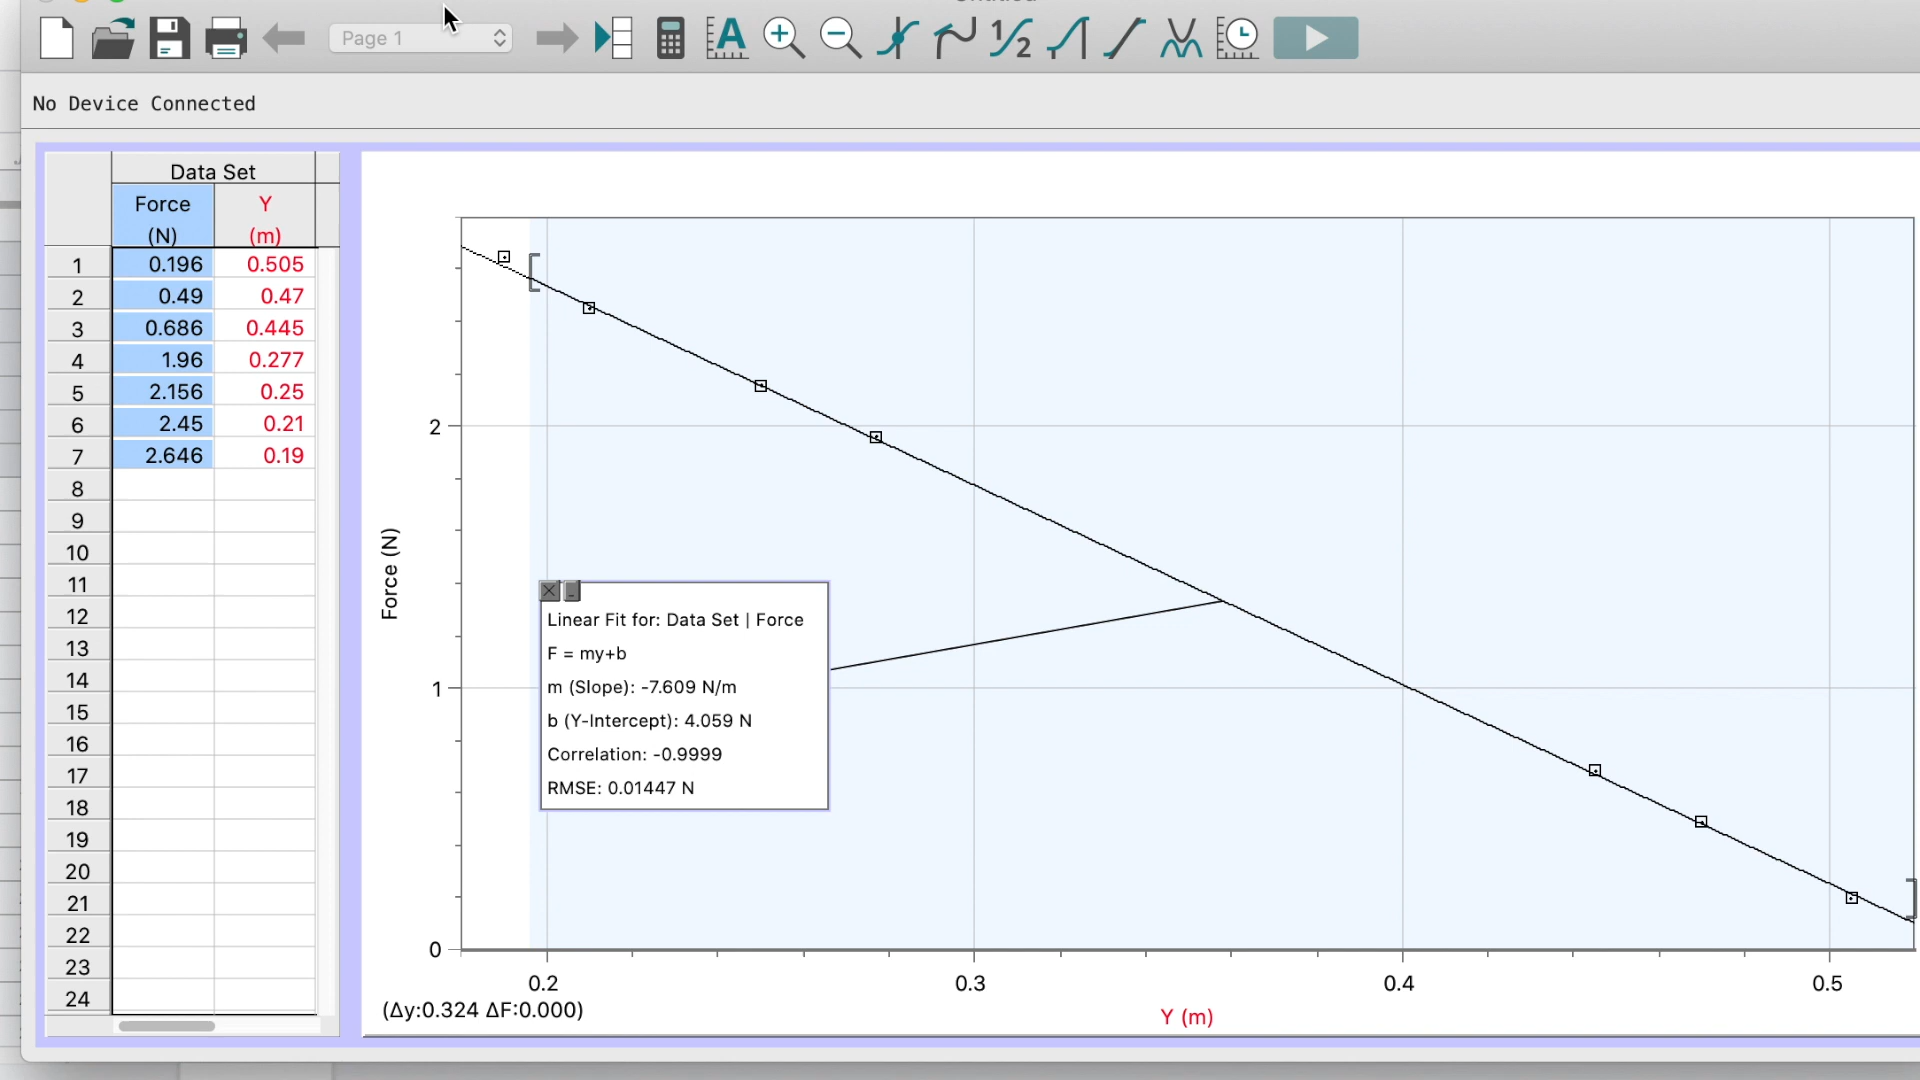 Page 1
No Device Connected
Data Set
Force Y
(N) (m)
1 0.196 0.505
2 0.49 0.47
3 0.686 0.445
4 1.96 0.277
5 2.156 0.25
6 2.45 0.21
7 2.646 0.19
8
9
10
11
12
13
14
15
16
17
18
19
20
21
22
23
24
Force (N)
2
1
0
Linear Fit for: Data Set | Force
F = my+b
m (Slope): -7.609 N/m
b (Y-Intercept): 4.059 N
Correlation: -0.9999
RMSE: 0.01447 N
0.2 0.3 0.4 0.5
(Δy:0.324 ΔF:0.000)
Y (m)